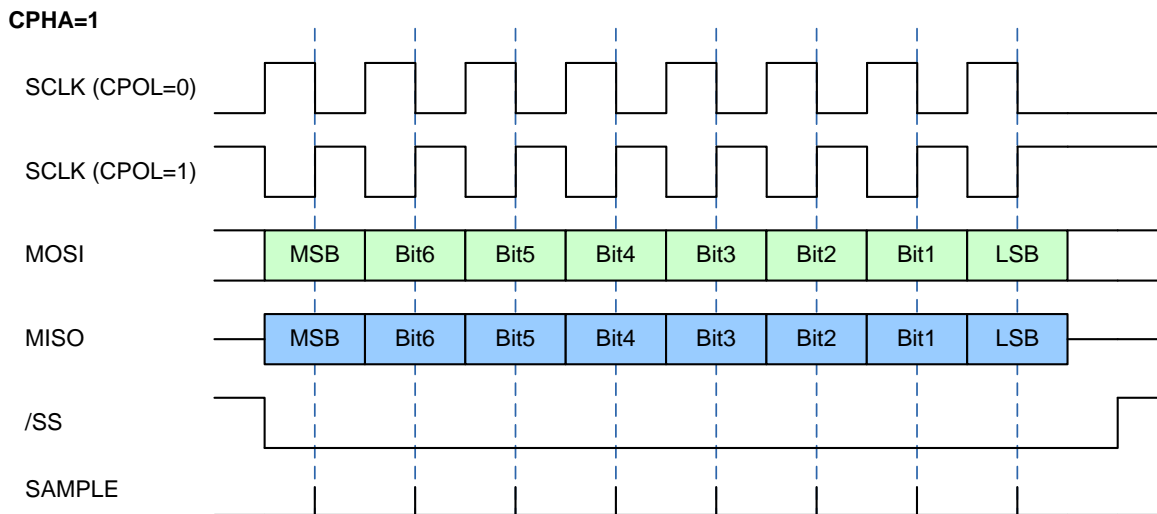 CPHA=1
SCLK (CPOL=0)
SCLK (CPOL=1)
MOSI MSB Bit6 Bit5 Bit4 Bit3 Bit2 Bit1 LSB
MISO MSB Bit6 Bit5 Bit4 Bit3 Bit2 Bit1 LSB
/SS
SAMPLE